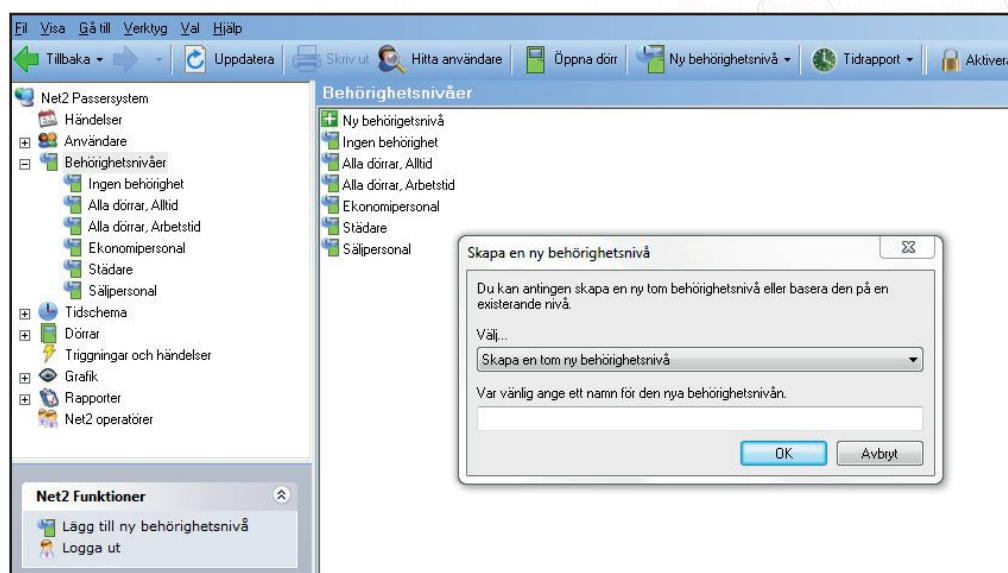 Fil Visa Gå till Verktyg Val Hjälp
Tillbaka Uppdatera Skriv ut Hitta användare Öppna dörr Ny behörighetsnivå Tidrapport Aktivera
Net2 Passersystem
Händelser
Användare
Behörighetsnivåer
Ingen behörighet
Alla dörrar, Alltid
Alla dörrar, Arbetstid
Ekonomipersonal
Städare
Säljpersonal
Tidschema
Dörrar
Triggningar och händelser
Grafik
Rapporter
Net2 operatörer
Net2 Funktioner
Lägg till ny behörighetsnivå
Logga ut
Behörighetsnivåer
Ny behörigetsnivå
Ingen behörighet
Alla dörrar, Alltid
Alla dörrar, Arbetstid
Ekonomipersonal
Städare
Säljpersonal
Skapa en ny behörighetsnivå
Du kan antingen skapa en ny tom behörighetsnivå eller basera den på en
existerande nivå.
Välj...
Skapa en tom ny behörighetsnivå
Var vänlig ange ett namn för den nya behörighetsnivån.
OK Avbryt